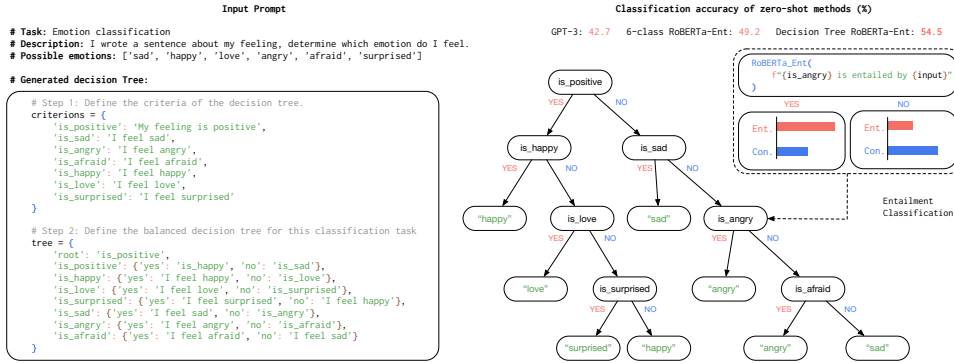 Input Prompt
# Task: Emotion classification
# Description: I wrote a sentence about my feeling, determine which emotion do I feel.
# Possible emotions: ['sad', 'happy', 'love', 'angry', 'afraid', 'surprised']
# Generated decision Tree:
# Step 1: Define the criteria of the decision tree.
criterions = {
'is_positive': 'My feeling is positive',
'is_sad': 'I feel sad',
'is_angry': 'I feel angry',
'is_afraid': 'I feel afraid',
'is_happy': 'I feel happy',
'is_love': 'I feel love',
'is_surprised': 'I feel surprised'
}
# Step 2: Define the balanced decision tree for this classification task
tree = {
'root': 'is_positive',
'is_positive': {'yes': 'is_happy', 'no': 'is_sad'},
'is_happy': {'yes': 'I feel happy', 'no': 'is_love'},
'is_love': {'yes': 'I feel love', 'no': 'is_surprised'},
'is_surprised': {'yes': 'I feel surprised', 'no': 'I feel happy'},
'is_sad': {'yes': 'I feel sad', 'no': 'is_angry'},
'is_angry': {'yes': 'I feel angry', 'no': 'is_afraid'},
'is_afraid': {'yes': 'I feel afraid', 'no': 'I feel sad'}
}
Classification accuracy of zero-shot methods (%)
GPT-3: 42.7 6-class RoBERTa-Ent: 49.2 Decision Tree RoBERTa-Ent: 54.5
RoBERTa_Ent(
f"{is_angry} is entailed by {input}"
)
YES NO
Ent. Ent.
Con. Con.
Entailment
Classification
is_positive
YES NO
is_happy is_sad
YES NO YES NO
"happy" is_love "sad" is_angry
YES NO YES NO
"love" is_surprised "angry" is_afraid
YES NO YES NO
"surprised" "happy" "angry" "sad"